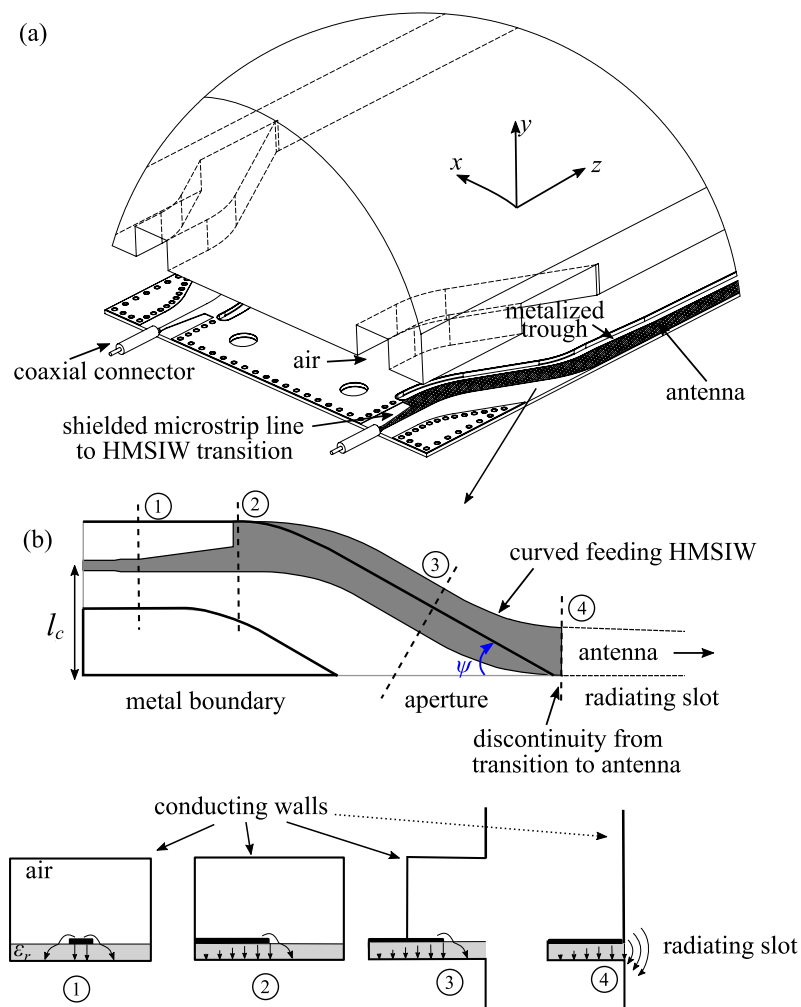 (a)
y
x
z
metalized
trough
air
coaxial connector
antenna
shielded microstrip line
to HMSIW transition
(b)
1
2
3
curved feeding HMSIW
4
l_c
ψ
antenna
metal boundary
aperture
radiating slot
discontinuity from
transition to antenna
conducting walls
air
ε_r
radiating slot
1
2
3
4